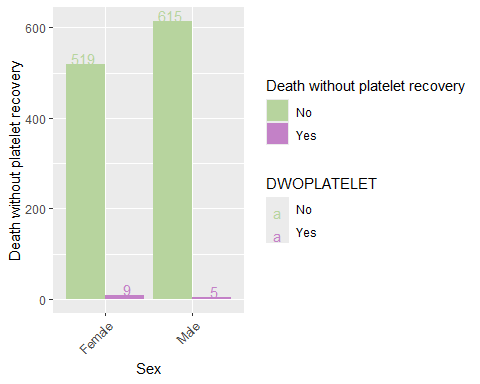 Death without platelet recovery
600
400
200
0
519
9
615
5
Female
Male
Sex
Death without platelet recovery
No
Yes
DWOPLATELET
a No
a Yes